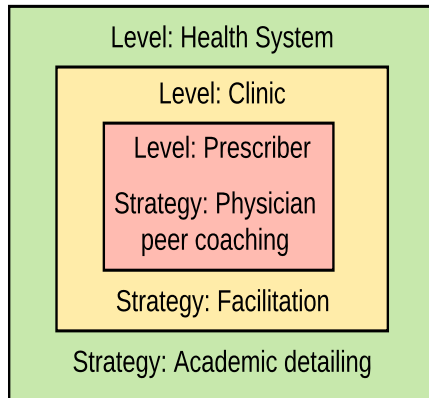 Level: Health System
Level: Clinic
Level: Prescriber
Strategy: Physician
peer coaching
Strategy: Facilitation
Strategy: Academic detailing